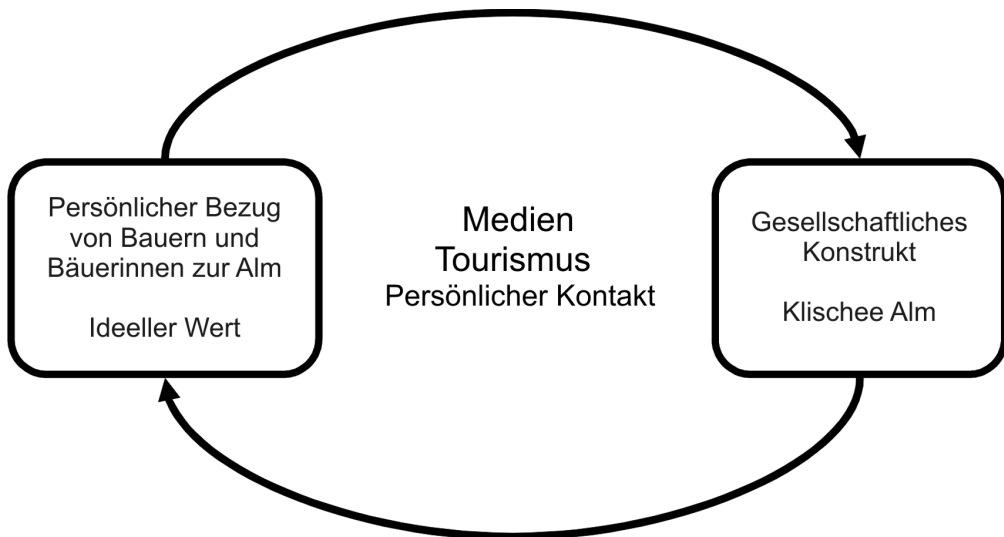 Persönlicher Bezug
von Bauern und
Bäuerinnen zur Alm
Ideeller Wert
Medien
Tourismus
Persönlicher Kontakt
Gesellschaftliches
Konstrukt
Klischee Alm